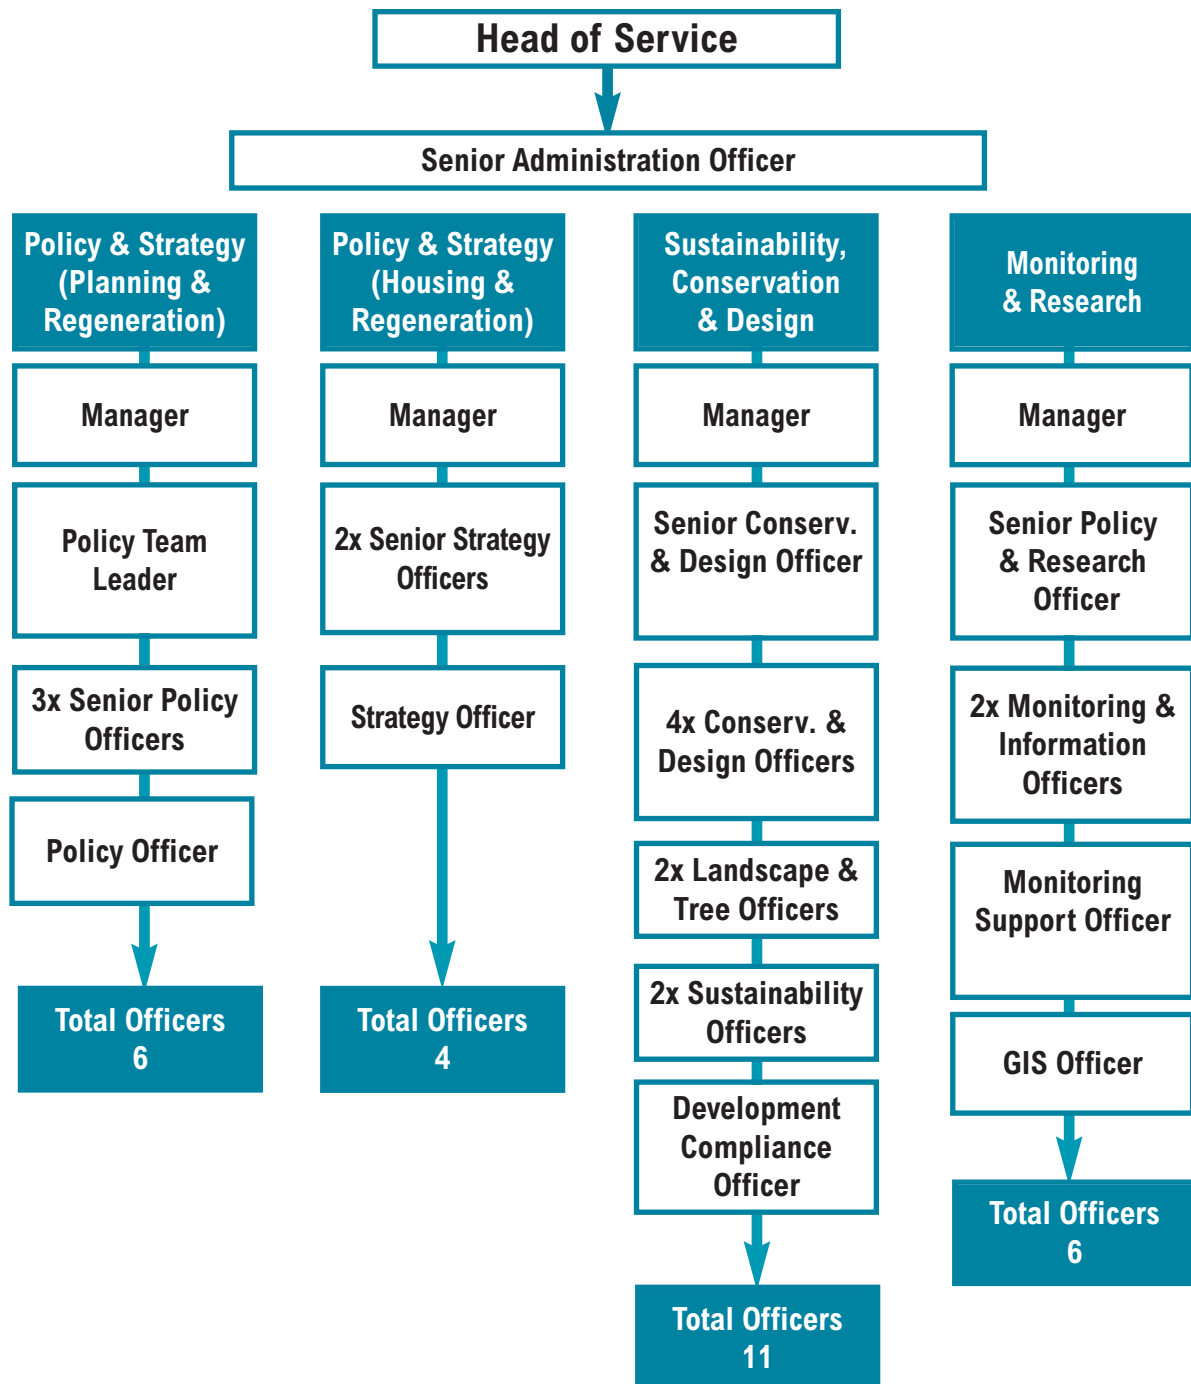 Head of Service
Senior Administration Officer
Policy & Strategy
(Planning &
Regeneration)
Manager
Policy Team
Leader
3x Senior Policy
Officers
Policy Officer
Total Officers
6
Policy & Strategy
(Housing &
Regeneration)
Manager
2x Senior Strategy
Officers
Strategy Officer
Total Officers
4
Sustainability,
Conservation
& Design
Manager
Senior Conserv.
& Design Officer
4x Conserv. &
Design Officers
2x Landscape &
Tree Officers
2x Sustainability
Officers
Development
Compliance
Officer
Total Officers
11
Monitoring
& Research
Manager
Senior Policy
& Research
Officer
2x Monitoring &
Information
Officers
Monitoring
Support Officer
GIS Officer
Total Officers
6